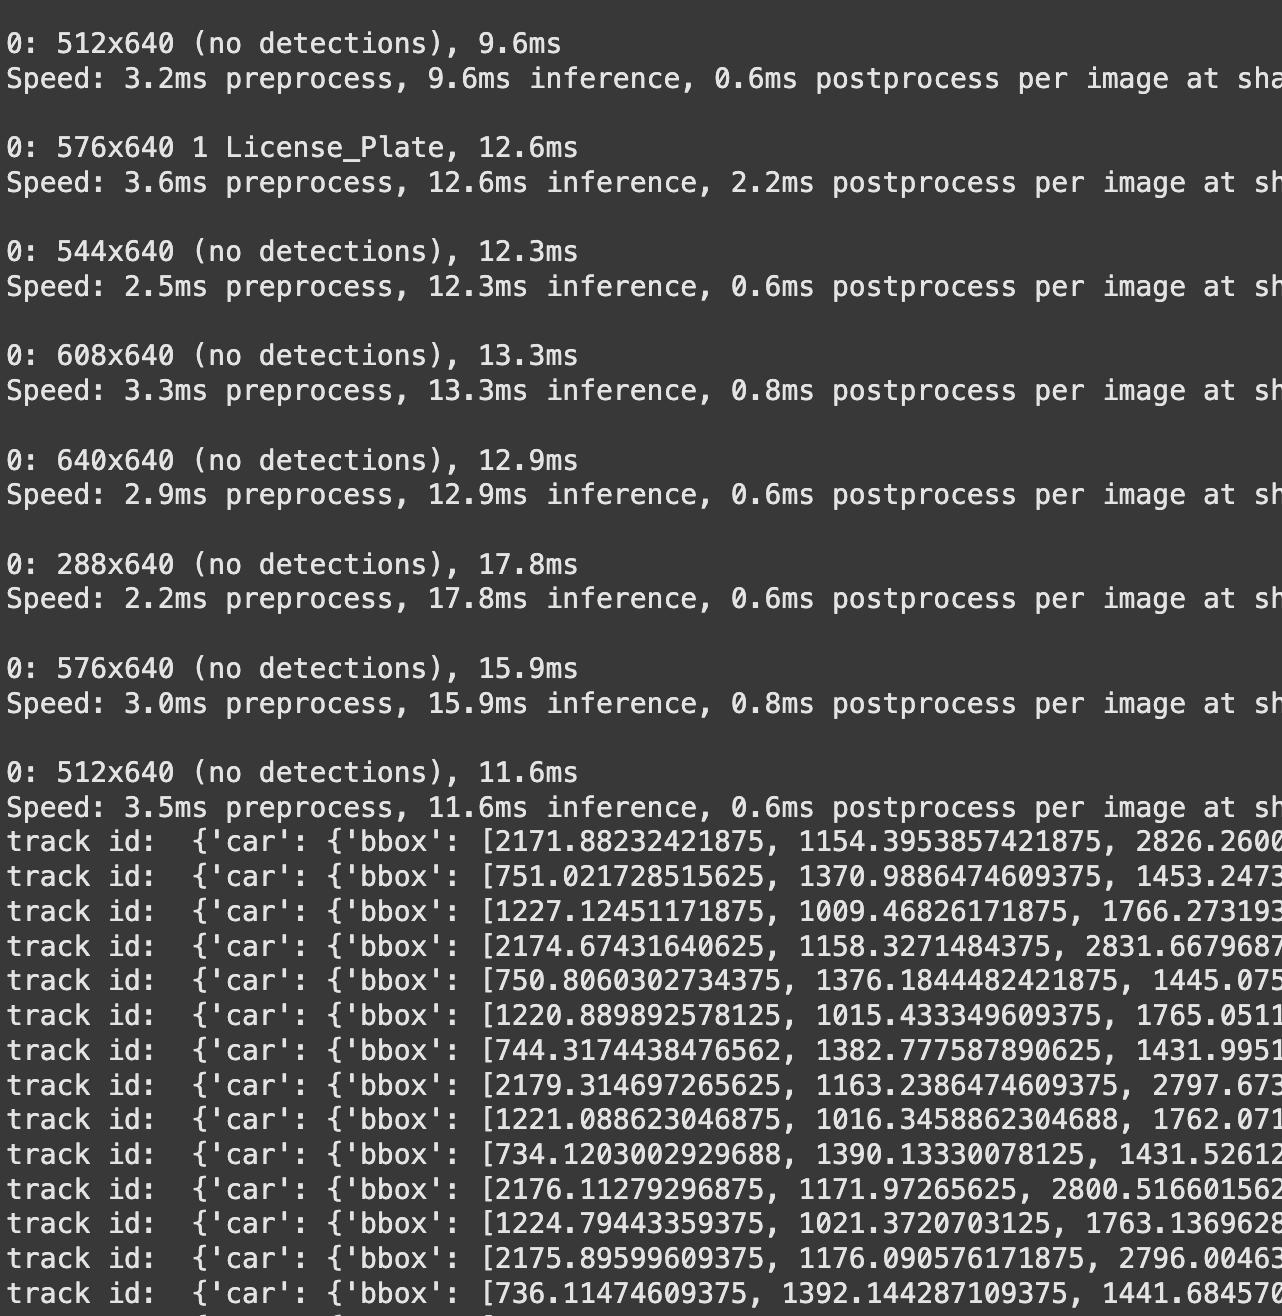 0: 512x640 (no detections), 9.6ms
Speed: 3.2ms preprocess, 9.6ms inference, 0.6ms postprocess per image at sha
0: 576x640 1 License_Plate, 12.6ms
Speed: 3.6ms preprocess, 12.6ms inference, 2.2ms postprocess per image at sh
0: 544x640 (no detections), 12.3ms
Speed: 2.5ms preprocess, 12.3ms inference, 0.6ms postprocess per image at sh
0: 608x640 (no detections), 13.3ms
Speed: 3.3ms preprocess, 13.3ms inference, 0.8ms postprocess per image at sh
0: 640x640 (no detections), 12.9ms
Speed: 2.9ms preprocess, 12.9ms inference, 0.6ms postprocess per image at sh
0: 288x640 (no detections), 17.8ms
Speed: 2.2ms preprocess, 17.8ms inference, 0.6ms postprocess per image at sh
0: 576x640 (no detections), 15.9ms
Speed: 3.0ms preprocess, 15.9ms inference, 0.8ms postprocess per image at sh
0: 512x640 (no detections), 11.6ms
Speed: 3.5ms preprocess, 11.6ms inference, 0.6ms postprocess per image at sh
track id:  {'car': {'bbox': [2171.88232421875, 1154.3953857421875, 2826.2600
track id:  {'car': {'bbox': [751.021728515625, 1370.9886474609375, 1453.2473
track id:  {'car': {'bbox': [1227.12451171875, 1009.46826171875, 1766.273193
track id:  {'car': {'bbox': [2174.67431640625, 1158.3271484375, 2831.6679687
track id:  {'car': {'bbox': [750.8060302734375, 1376.1844482421875, 1445.075
track id:  {'car': {'bbox': [1220.889892578125, 1015.433349609375, 1765.0511
track id:  {'car': {'bbox': [744.3174438476562, 1382.777587890625, 1431.9951
track id:  {'car': {'bbox': [2179.314697265625, 1163.2386474609375, 2797.673
track id:  {'car': {'bbox': [1221.088623046875, 1016.3458862304688, 1762.071
track id:  {'car': {'bbox': [734.1203002929688, 1390.13330078125, 1431.52612
track id:  {'car': {'bbox': [2176.11279296875, 1171.97265625, 2800.516601562
track id:  {'car': {'bbox': [1224.79443359375, 1021.3720703125, 1763.1369628
track id:  {'car': {'bbox': [2175.89599609375, 1176.090576171875, 2796.00463
track id:  {'car': {'bbox': [736.11474609375, 1392.144287109375, 1441.684570